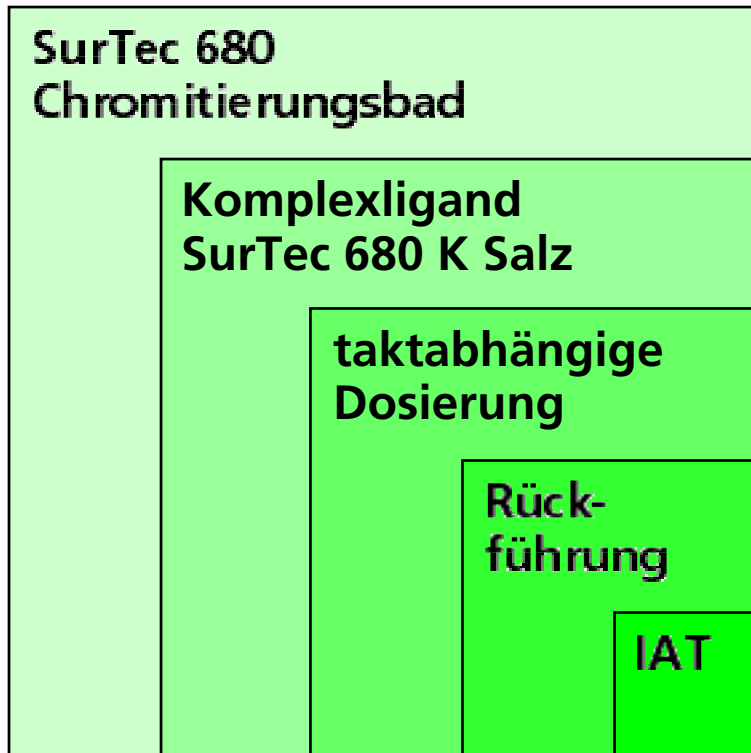 SurTec 680
Chromitierungsbad
Komplexligand
SurTec 680 K Salz
taktabhängige
Dosierung
Rück-
führung
IAT